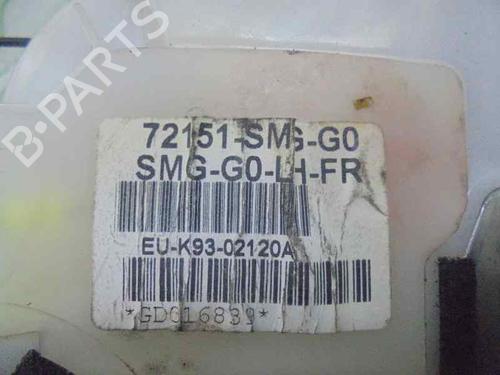 B-PARTS
72151-SMG-G0
SMG-G0-LH-FR
EU-K93-02120A
*GD016839*